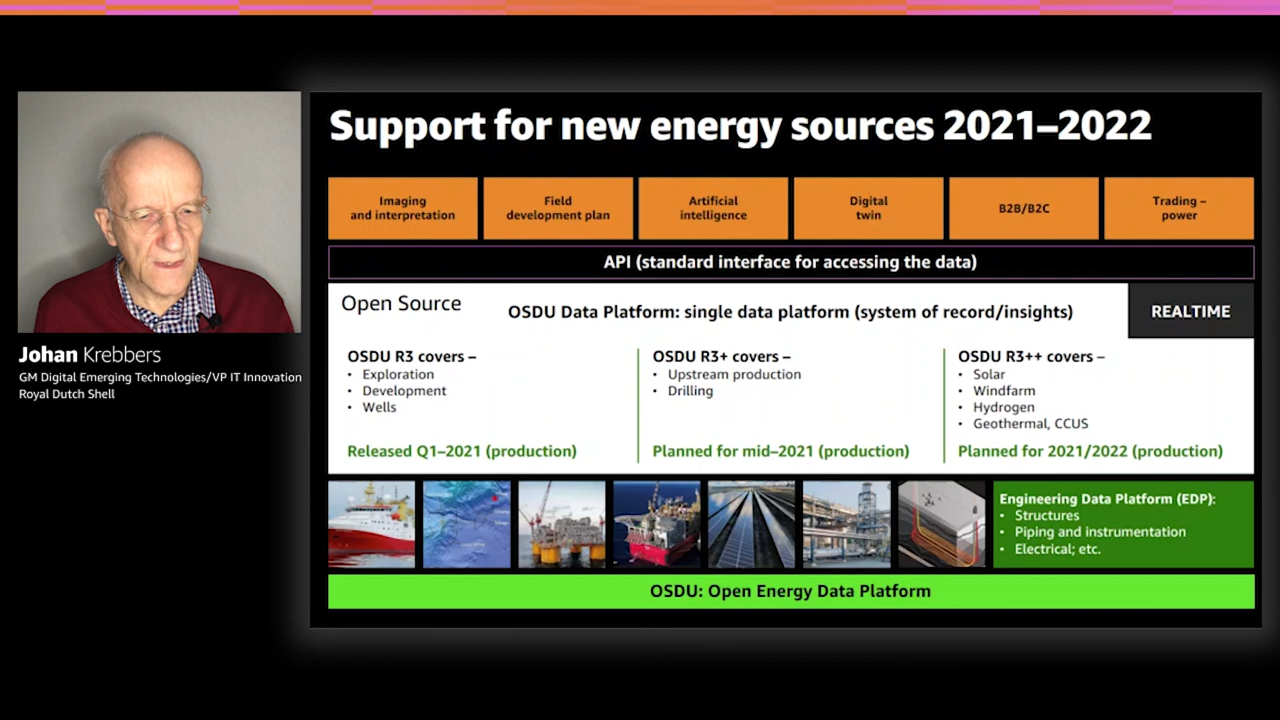 Support for new energy sources 2021–2022
Imaging
and interpretation
Field
development plan
Artificial
intelligence
Digital
twin
B2B/B2C
Trading –
power
API (standard interface for accessing the data)
Open Source
OSDU Data Platform: single data platform (system of record/insights)
REALTIME
OSDU R3 covers –
• Exploration
• Development
• Wells
Released Q1–2021 (production)
OSDU R3+ covers –
• Upstream production
• Drilling
Planned for mid–2021 (production)
OSDU R3++ covers –
• Solar
• Windfarm
• Hydrogen
• Geothermal, CCUS
Planned for 2021/2022 (production)
Engineering Data Platform (EDP):
• Structures
• Piping and instrumentation
• Electrical; etc.
OSDU: Open Energy Data Platform
Johan Krebbers
GM Digital Emerging Technologies/VP IT Innovation
Royal Dutch Shell